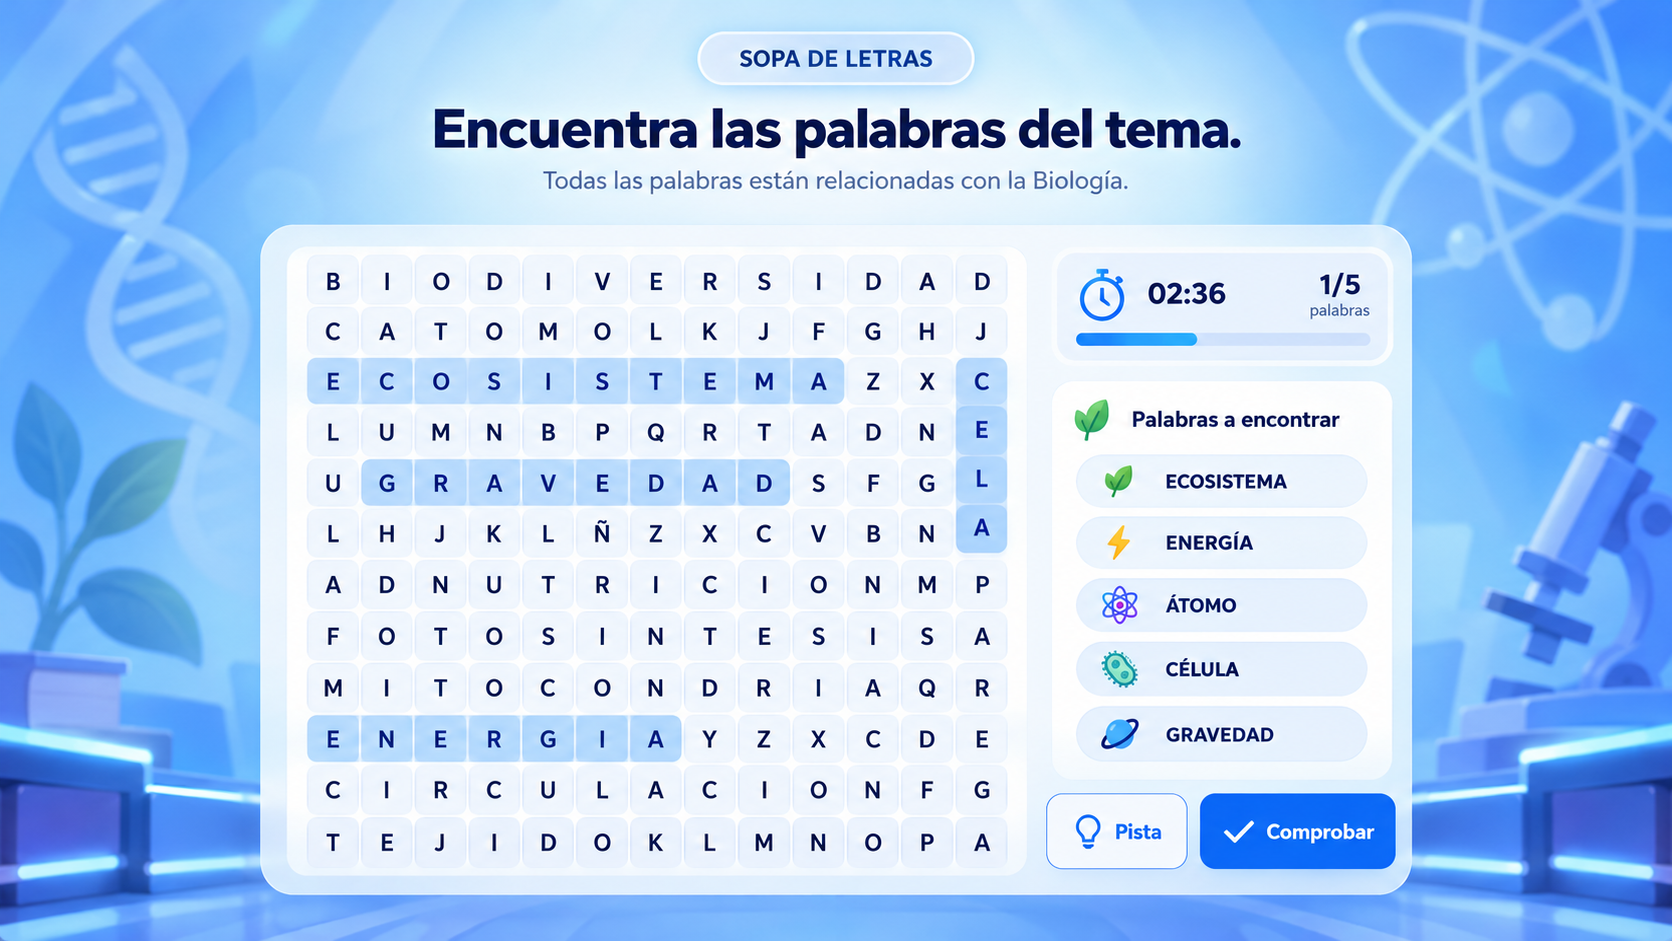 SOPA DE LETRAS
Encuentra las palabras del tema.
Todas las palabras están relacionadas con la Biología.
B I O D I V E R S I D A D
C A T O M O L K J F G H J
E C O S I S T E M A Z X C
L U M N B P Q R T A D N E
U G R A V E D A D S F G L
L H J K L Ñ Z X C V B N A
A D N U T R I C I O N M P
F O T O S I N T E S I S A
M I T O C O N D R I A Q R
E N E R G I A Y Z X C D E
C I R C U L A C I O N F G
T E J I D O K L M N O P A
02:36
1/5
palabras
Palabras a encontrar
ECOSISTEMA
ENERGÍA
ÁTOMO
CÉLULA
GRAVEDAD
Pista
Comprobar